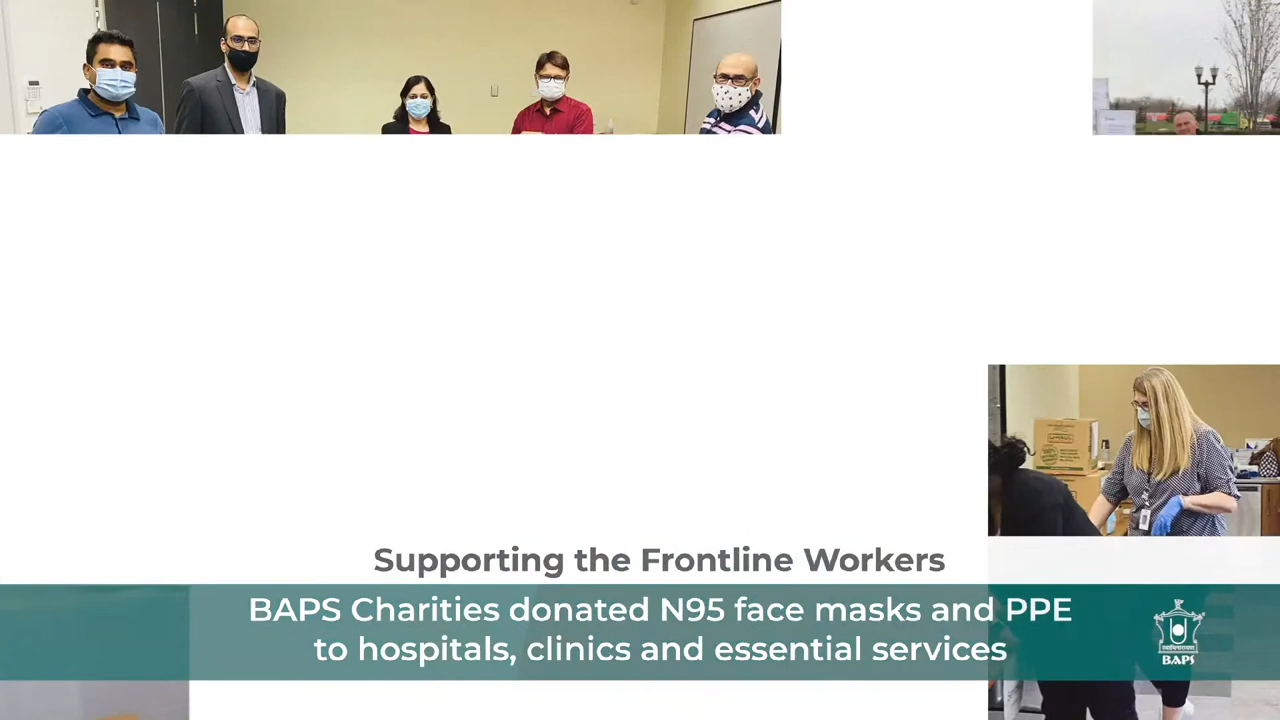 Supporting the Frontline Workers
BAPS Charities donated N95 face masks and PPE
to hospitals, clinics and essential services
स्वामिनारायण
BAPS